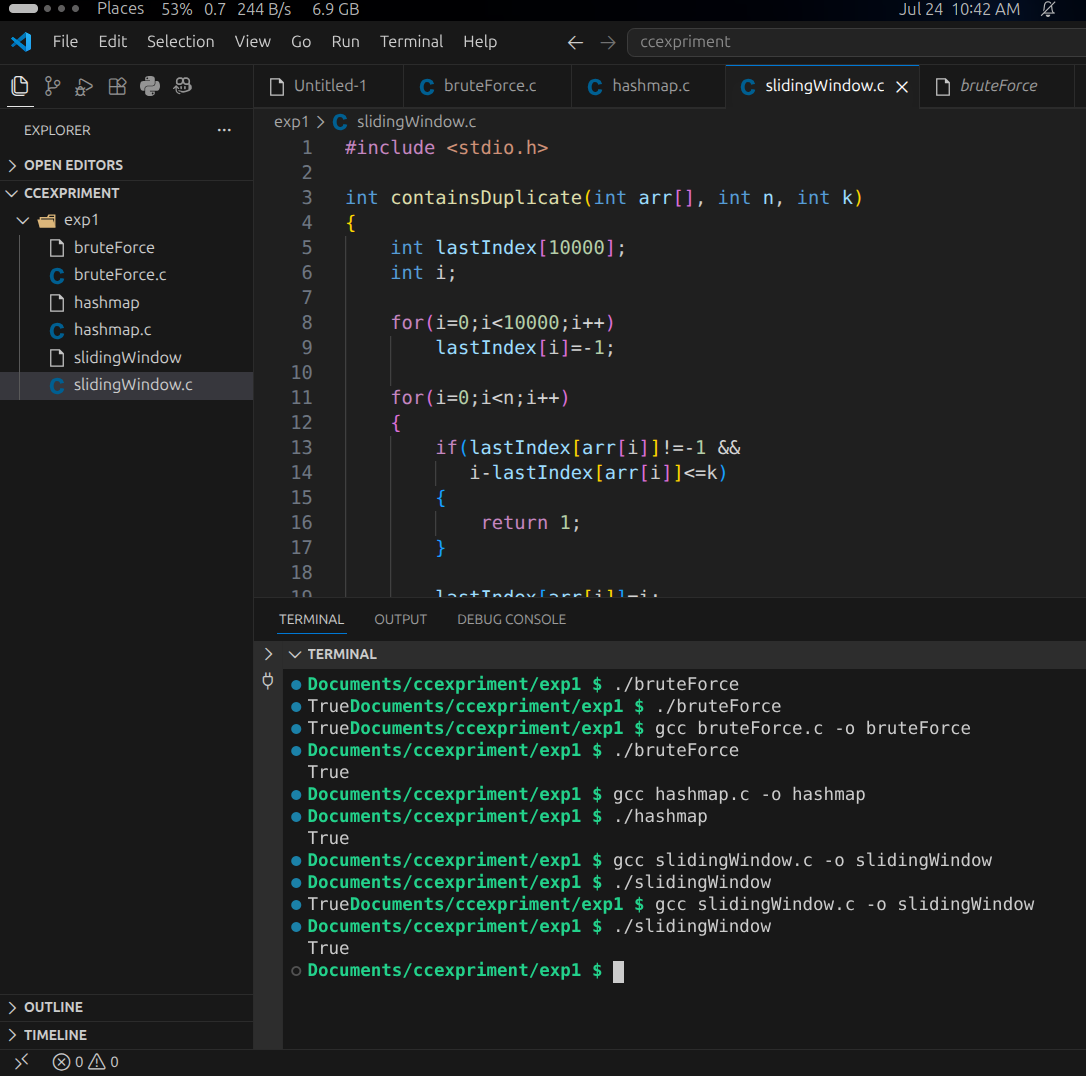 Places 53% 0.7 244 B/s 6.9 GB Jul 24 10:42 AM
File Edit Selection View Go Run Terminal Help ccexpriment
Untitled-1 C bruteForce.c C hashmap.c C slidingWindow.c bruteForce
EXPLORER
OPEN EDITORS
CCEXPRIMENT
exp1
bruteForce
C bruteForce.c
hashmap
C hashmap.c
slidingWindow
C slidingWindow.c
OUTLINE
TIMELINE
exp1 > C slidingWindow.c
1 #include <stdio.h>
2
3 int containsDuplicate(int arr[], int n, int k)
4 {
5 int lastIndex[10000];
6 int i;
7
8 for(i=0;i<10000;i++)
9 lastIndex[i]=-1;
10
11 for(i=0;i<n;i++)
12 {
13 if(lastIndex[arr[i]]!=-1 &&
14 i-lastIndex[arr[i]]<=k)
15 {
16 return 1;
17 }
18
19 lastIndex[arr[i]]=i;
TERMINAL OUTPUT DEBUG CONSOLE
TERMINAL
Documents/ccexpriment/exp1 $ ./bruteForce
TrueDocuments/ccexpriment/exp1 $ ./bruteForce
TrueDocuments/ccexpriment/exp1 $ gcc bruteForce.c -o bruteForce
Documents/ccexpriment/exp1 $ ./bruteForce
True
Documents/ccexpriment/exp1 $ gcc hashmap.c -o hashmap
Documents/ccexpriment/exp1 $ ./hashmap
True
Documents/ccexpriment/exp1 $ gcc slidingWindow.c -o slidingWindow
Documents/ccexpriment/exp1 $ ./slidingWindow
TrueDocuments/ccexpriment/exp1 $ gcc slidingWindow.c -o slidingWindow
Documents/ccexpriment/exp1 $ ./slidingWindow
True
Documents/ccexpriment/exp1 $
0 0